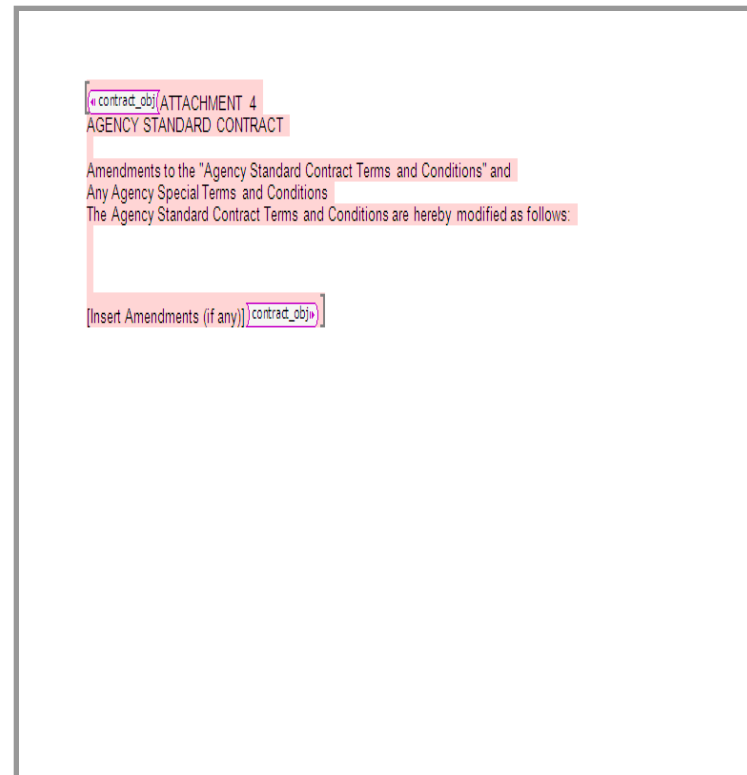 contract_obj ATTACHMENT 4
AGENCY STANDARD CONTRACT
Amendments to the "Agency Standard Contract Terms and Conditions" and
Any Agency Special Terms and Conditions
The Agency Standard Contract Terms and Conditions are hereby modified as follows:
[Insert Amendments (if any)] contract_obj